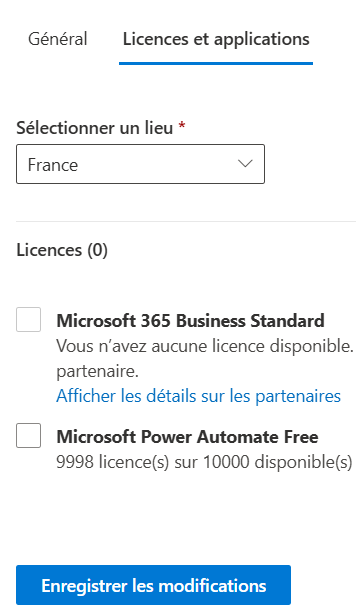 Général
Licences et applications
Sélectionner un lieu *
France
Licences (0)
Microsoft 365 Business Standard
Vous n’avez aucune licence disponible.
partenaire.
Afficher les détails sur les partenaires
Microsoft Power Automate Free
9998 licence(s) sur 10000 disponible(s)
Enregistrer les modifications